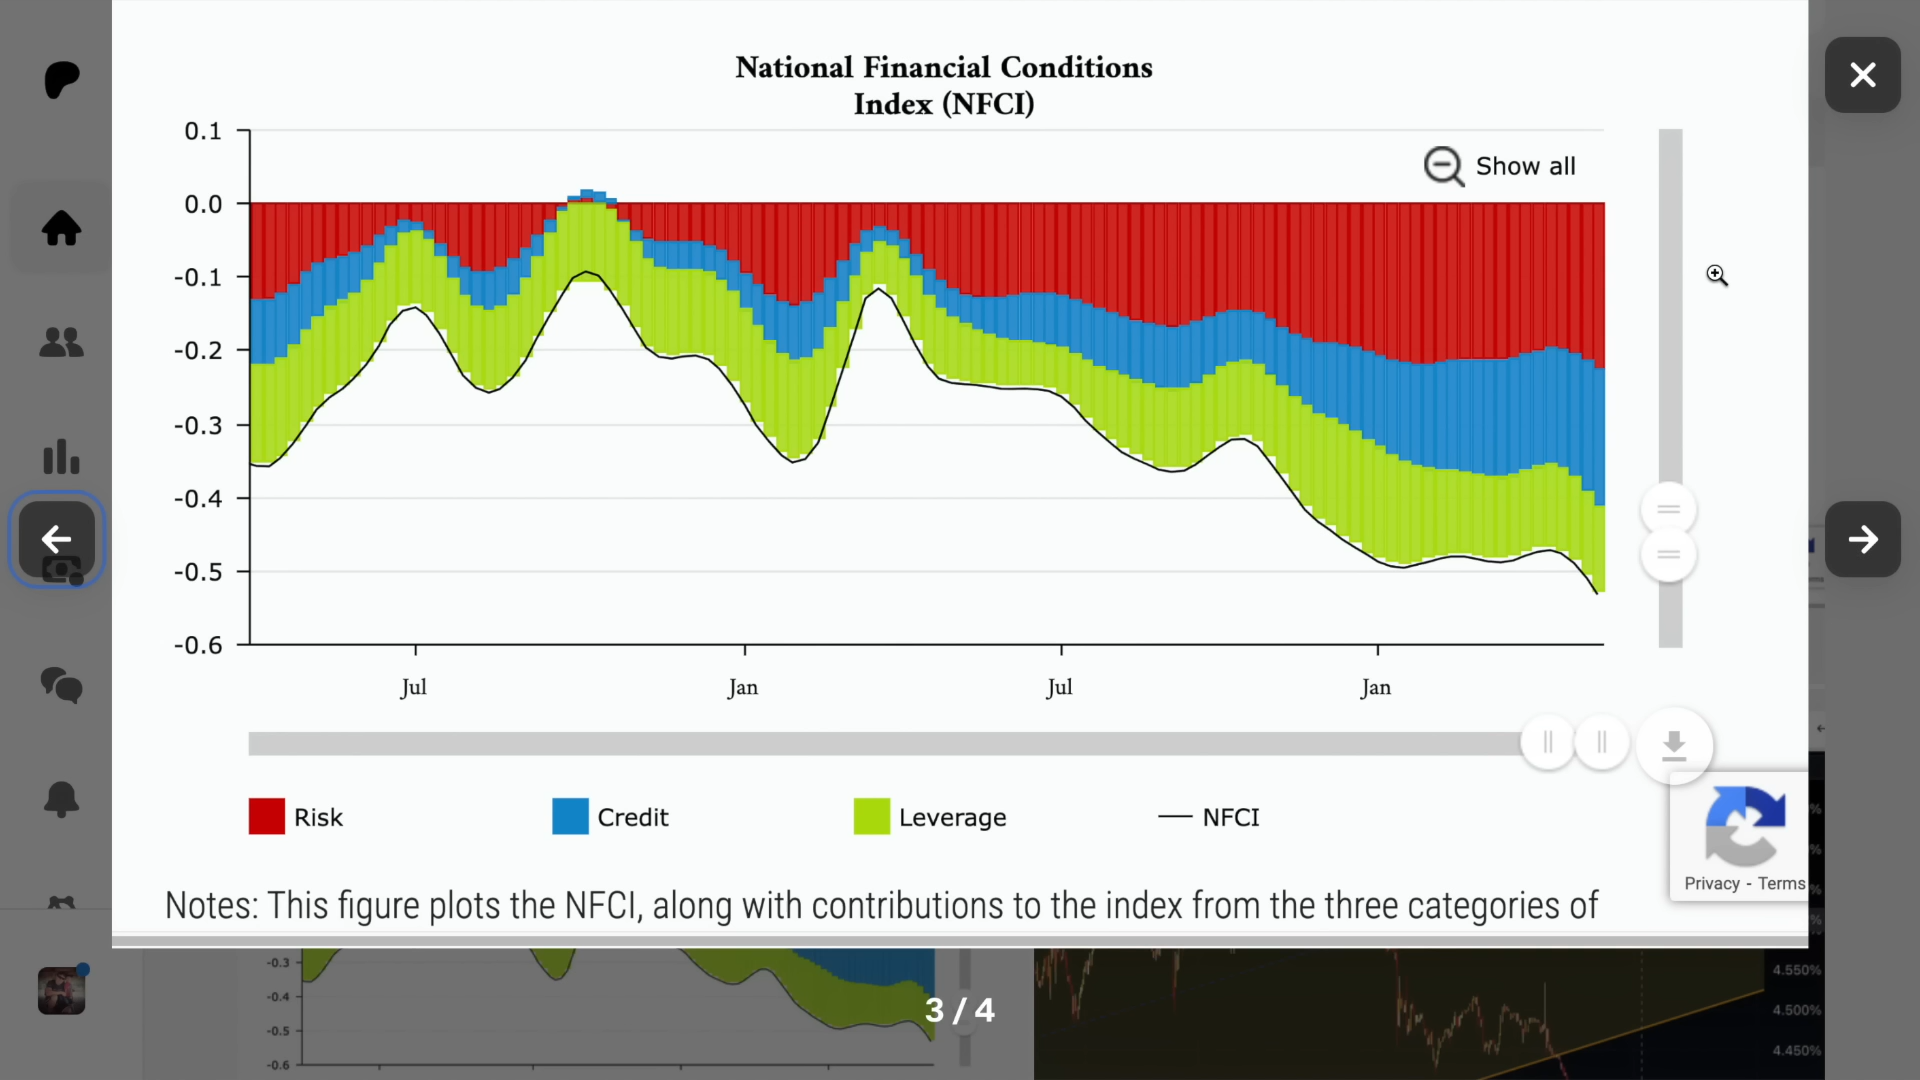 National Financial Conditions
Index (NFCI)
Show all
0.1
0.0
-0.1
-0.2
-0.3
-0.4
-0.5
-0.6
Jul
Jan
Jul
Jan
Risk
Credit
Leverage
NFCI
Privacy - Terms
Notes: This figure plots the NFCI, along with contributions to the index from the three categories of
-0.3
-0.4
-0.5
-0.6
3 / 4
4.550%
4.500%
4.450%